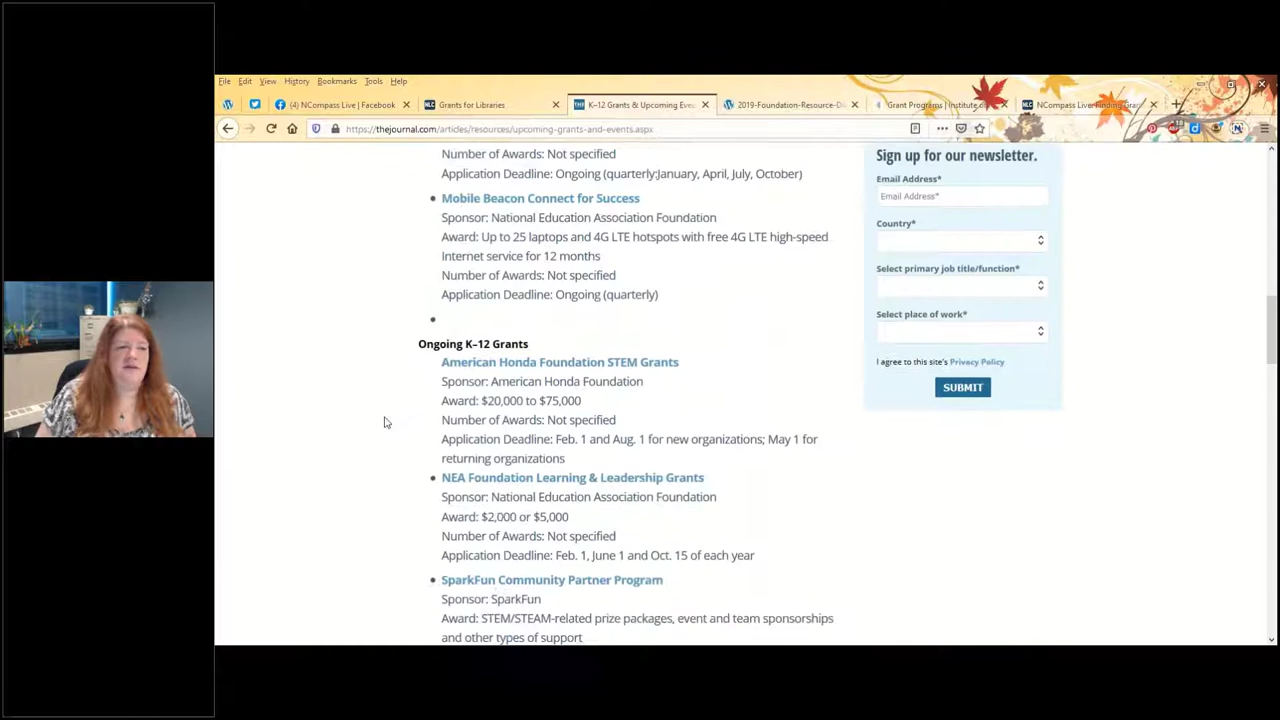 File Edit View History Bookmarks Tools Help
(4) NCompass Live | Facebook
Grants for Libraries
K-12 Grants & Upcoming Eve
2019-Foundation-Resource-Di
Grant Programs | Institute o
NCompass Live: Finding Gra
https://thejournal.com/articles/resources/upcoming-grants-and-events.aspx
Number of Awards: Not specified
Application Deadline: Ongoing (quarterly:January, April, July, October)
Mobile Beacon Connect for Success
Sponsor: National Education Association Foundation
Award: Up to 25 laptops and 4G LTE hotspots with free 4G LTE high-speed
Internet service for 12 months
Number of Awards: Not specified
Application Deadline: Ongoing (quarterly)
Ongoing K–12 Grants
American Honda Foundation STEM Grants
Sponsor: American Honda Foundation
Award: $20,000 to $75,000
Number of Awards: Not specified
Application Deadline: Feb. 1 and Aug. 1 for new organizations; May 1 for
returning organizations
NEA Foundation Learning & Leadership Grants
Sponsor: National Education Association Foundation
Award: $2,000 or $5,000
Number of Awards: Not specified
Application Deadline: Feb. 1, June 1 and Oct. 15 of each year
SparkFun Community Partner Program
Sponsor: SparkFun
Award: STEM/STEAM-related prize packages, event and team sponsorships
and other types of support
Sign up for our newsletter.
Email Address*
Email Address*
Country*
Select primary job title/function*
Select place of work*
I agree to this site's Privacy Policy
SUBMIT